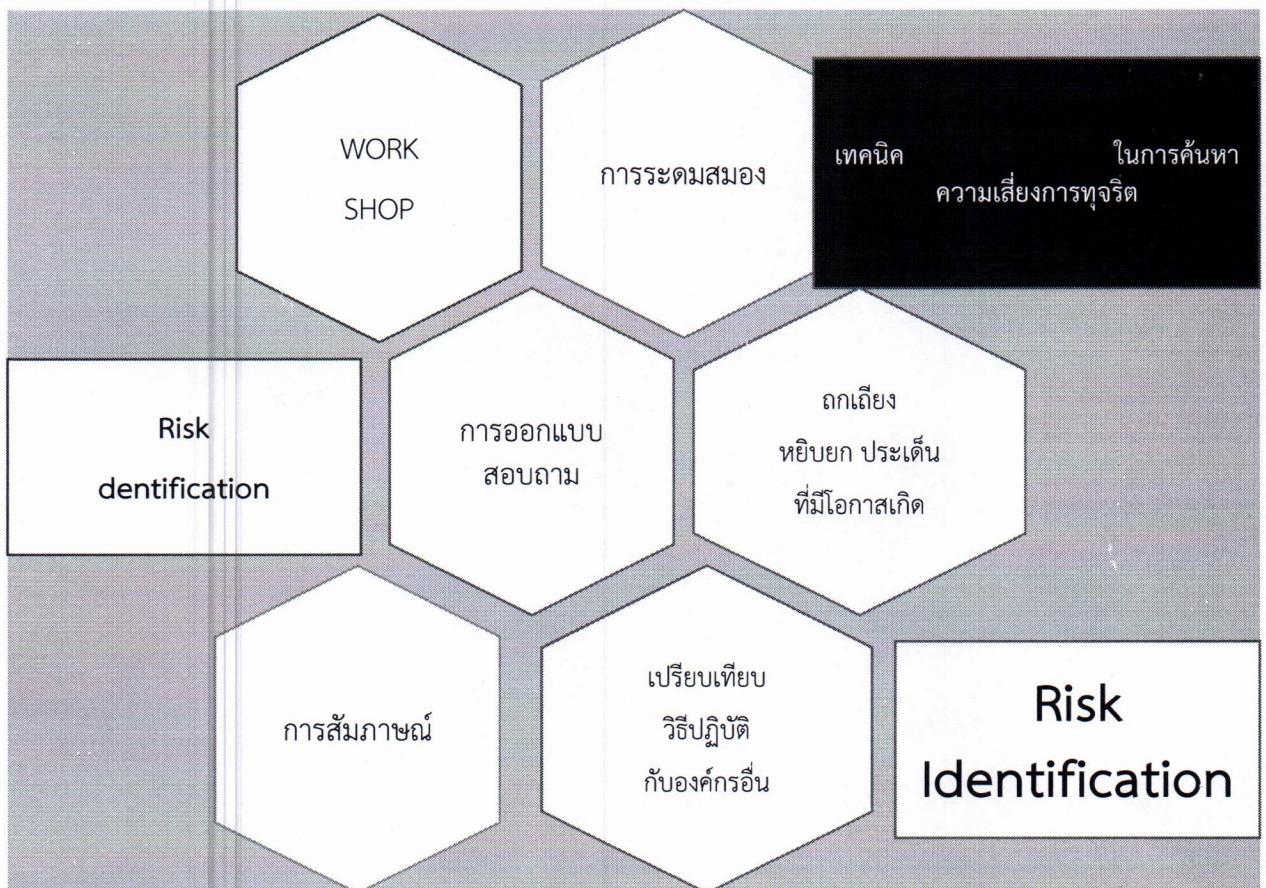 WORK
SHOP
การระดมสมอง
เทคนิค ในการค้นหา
ความเสี่ยงการทุจริต
Risk
dentification
การออกแบบ
สอบถาม
ถกเถียง
หยิบยก ประเด็น
ที่มีโอกาสเกิด
การสัมภาษณ์
เปรียบเทียบ
วิธีปฏิบัติ
กับองค์กรอื่น
Risk
Identification